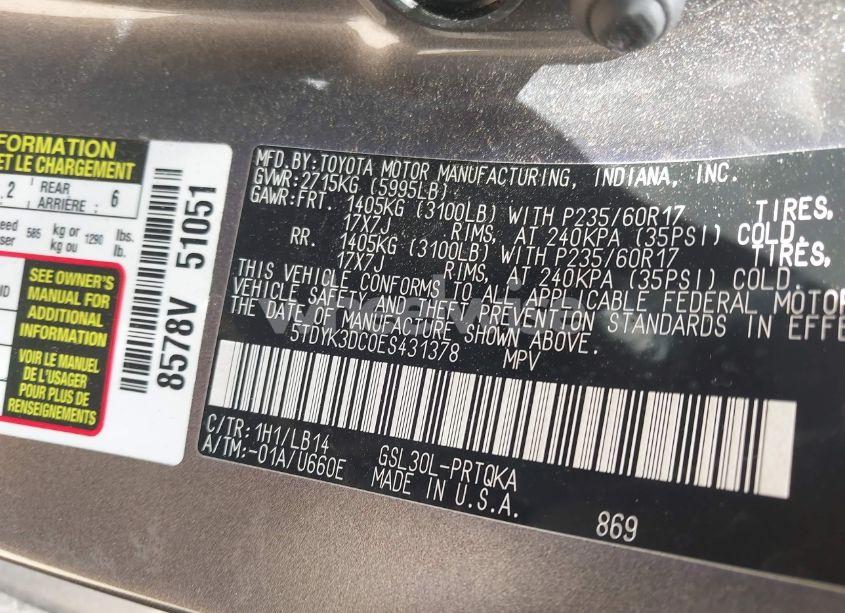 FORMATION
ET LE CHARGEMENT
2 REAR ARRIÈRE : 6
585 kg or kg ou 1290 lbs. lb.
SEE OWNER'S
MANUAL FOR
ADDITIONAL
INFORMATION
VOIR LE MANUEL
DE L'USAGER
POUR PLUS DE
RENSEIGNEMENTS
8578V 51051
MFD.BY:TOYOTA MOTOR MANUFACTURING, INDIANA, INC.
GVWR:2715KG (5995LB)
GAWR:FRT. 1405KG (3100LB) WITH P235/60R17 TIRES,
17X7J RIMS, AT 240KPA (35PSI) COLD.
RR. 1405KG (3100LB) WITH P235/60R17 TIRES,
17X7J RIMS, AT 240KPA (35PSI) COLD.
THIS VEHICLE CONFORMS TO ALL APPLICABLE FEDERAL MOTOR
VEHICLE SAFETY AND THEFT PREVENTION STANDARDS IN EFFE
THE DATE OF MANUFACTURE SHOWN ABOVE.
5TDYK3DC0ES431378 MPV
C/TR: 1H1/LB14
A/TM:-01A/U660E
GSL30L-PRTQKA
MADE IN U.S.A.
869